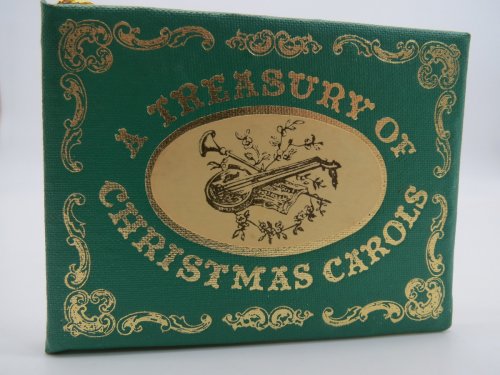 A TREASURY OF
CHRISTMAS CAROLS